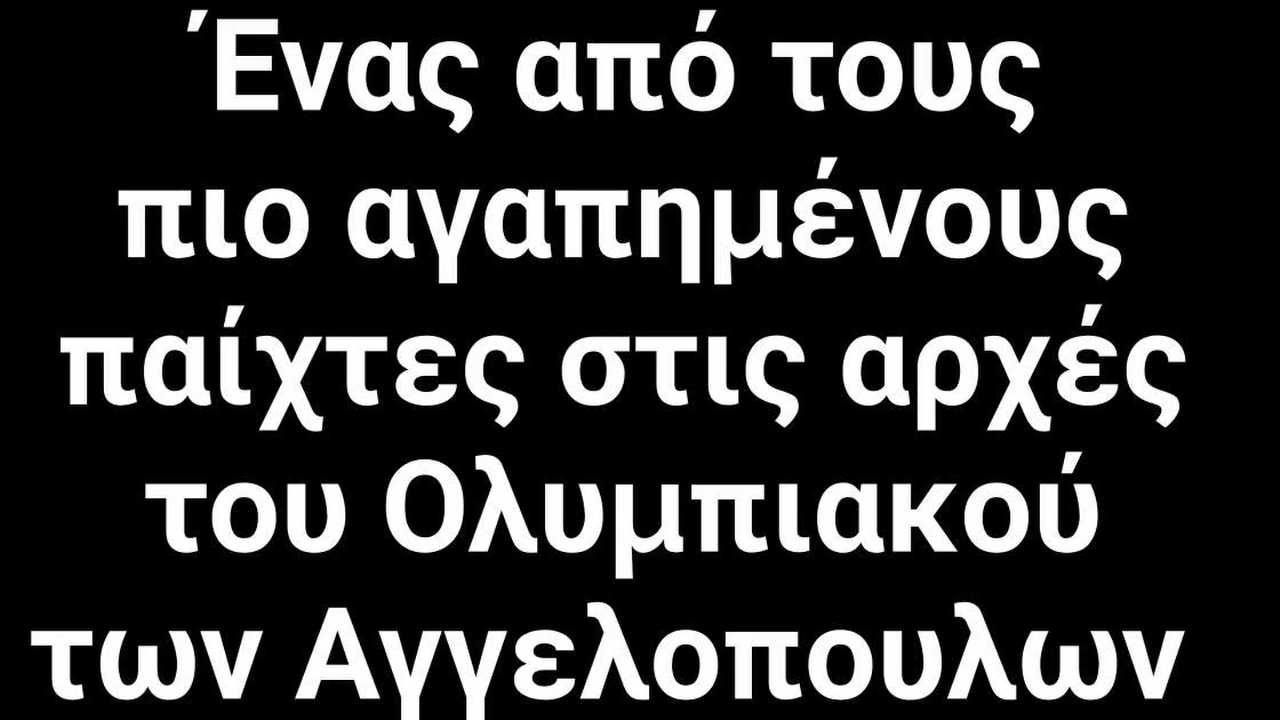 Ένας από τους
πιο αγαπημένους
παίχτες στις αρχές
του Ολυμπιακού
των Αγγελοπουλων